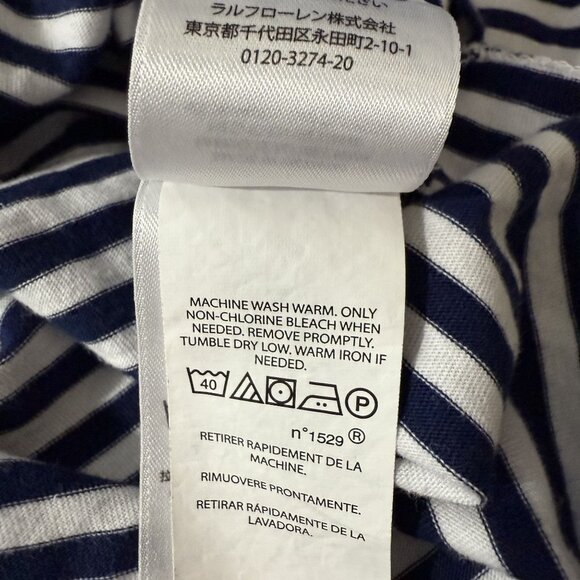 ラルフローレン株式会社
東京都千代田区永田町2-10-1
0120-3274-20
MACHINE WASH WARM. ONLY
NON-CHLORINE BLEACH WHEN
NEEDED. REMOVE PROMPTLY.
TUMBLE DRY LOW. WARM IRON IF
NEEDED.
40 P
n°1529 ®
RETIRER RAPIDEMENT DE LA
MACHINE.
RIMUOVERE PRONTAMENTE.
RETIRAR RÁPIDAMENTE DE LA
LAVADORA.